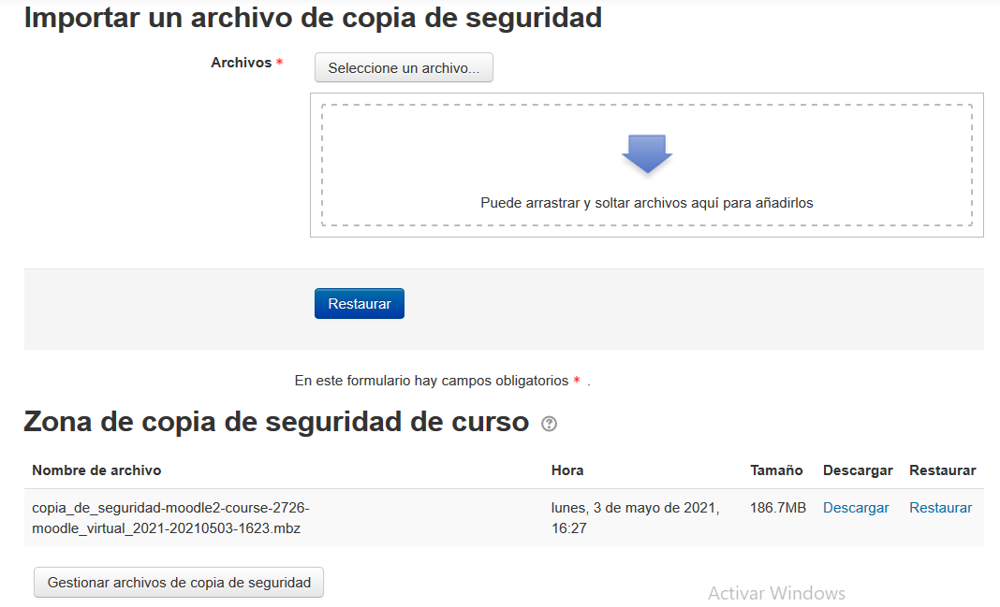 Importar un archivo de copia de seguridad
Archivos *
Seleccione un archivo...
Puede arrastrar y soltar archivos aquí para añadirlos
Restaurar
En este formulario hay campos obligatorios * .
Zona de copia de seguridad de curso ?
Nombre de archivo Hora Tamaño Descargar Restaurar
copia_de_seguridad-moodle2-course-2726- lunes, 3 de mayo de 2021, 186.7MB Descargar Restaurar
moodle_virtual_2021-20210503-1623.mbz 16:27
Gestionar archivos de copia de seguridad
Activar Windows